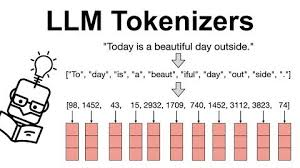 LLM Tokenizers
"Today is a beautiful day outside."
["To", "day", "is", "a", "beaut", "iful", "day", "out", "side", "."]
[98, 1452, 43, 15, 2932, 1709, 740, 1452, 3112, 3823, 74]